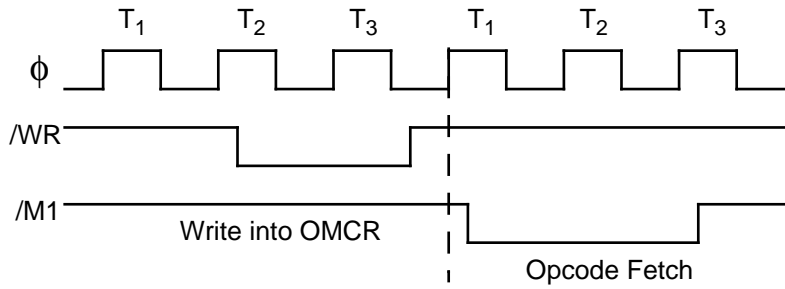 T1 T2 T3 T1 T2 T3
ϕ
/WR
/M1
Write into OMCR
Opcode Fetch